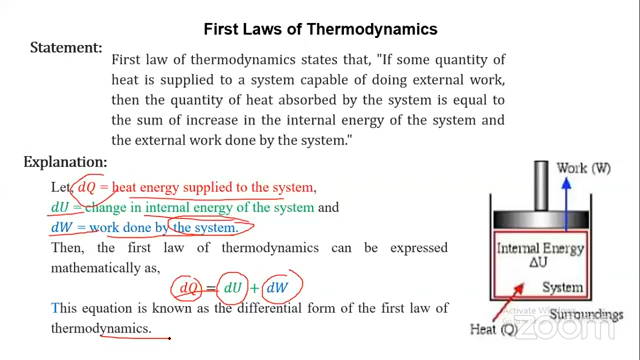 First Laws of Thermodynamics
Statement:
First law of thermodynamics states that, "If some quantity of
heat is supplied to a system capable of doing external work,
then the quantity of heat absorbed by the system is equal to
the sum of increase in the internal energy of the system and
the external work done by the system."
Explanation:
Let, dQ = heat energy supplied to the system,
dU = change in internal energy of the system and
dW = work done by the system.
Then, the first law of thermodynamics can be expressed
mathematically as,
dQ = dU + dW
This equation is known as the differential form of the first law of
thermodynamics.
Work (W)
Internal Energy
ΔU
System
Surroundings
Heat (Q)
zoom